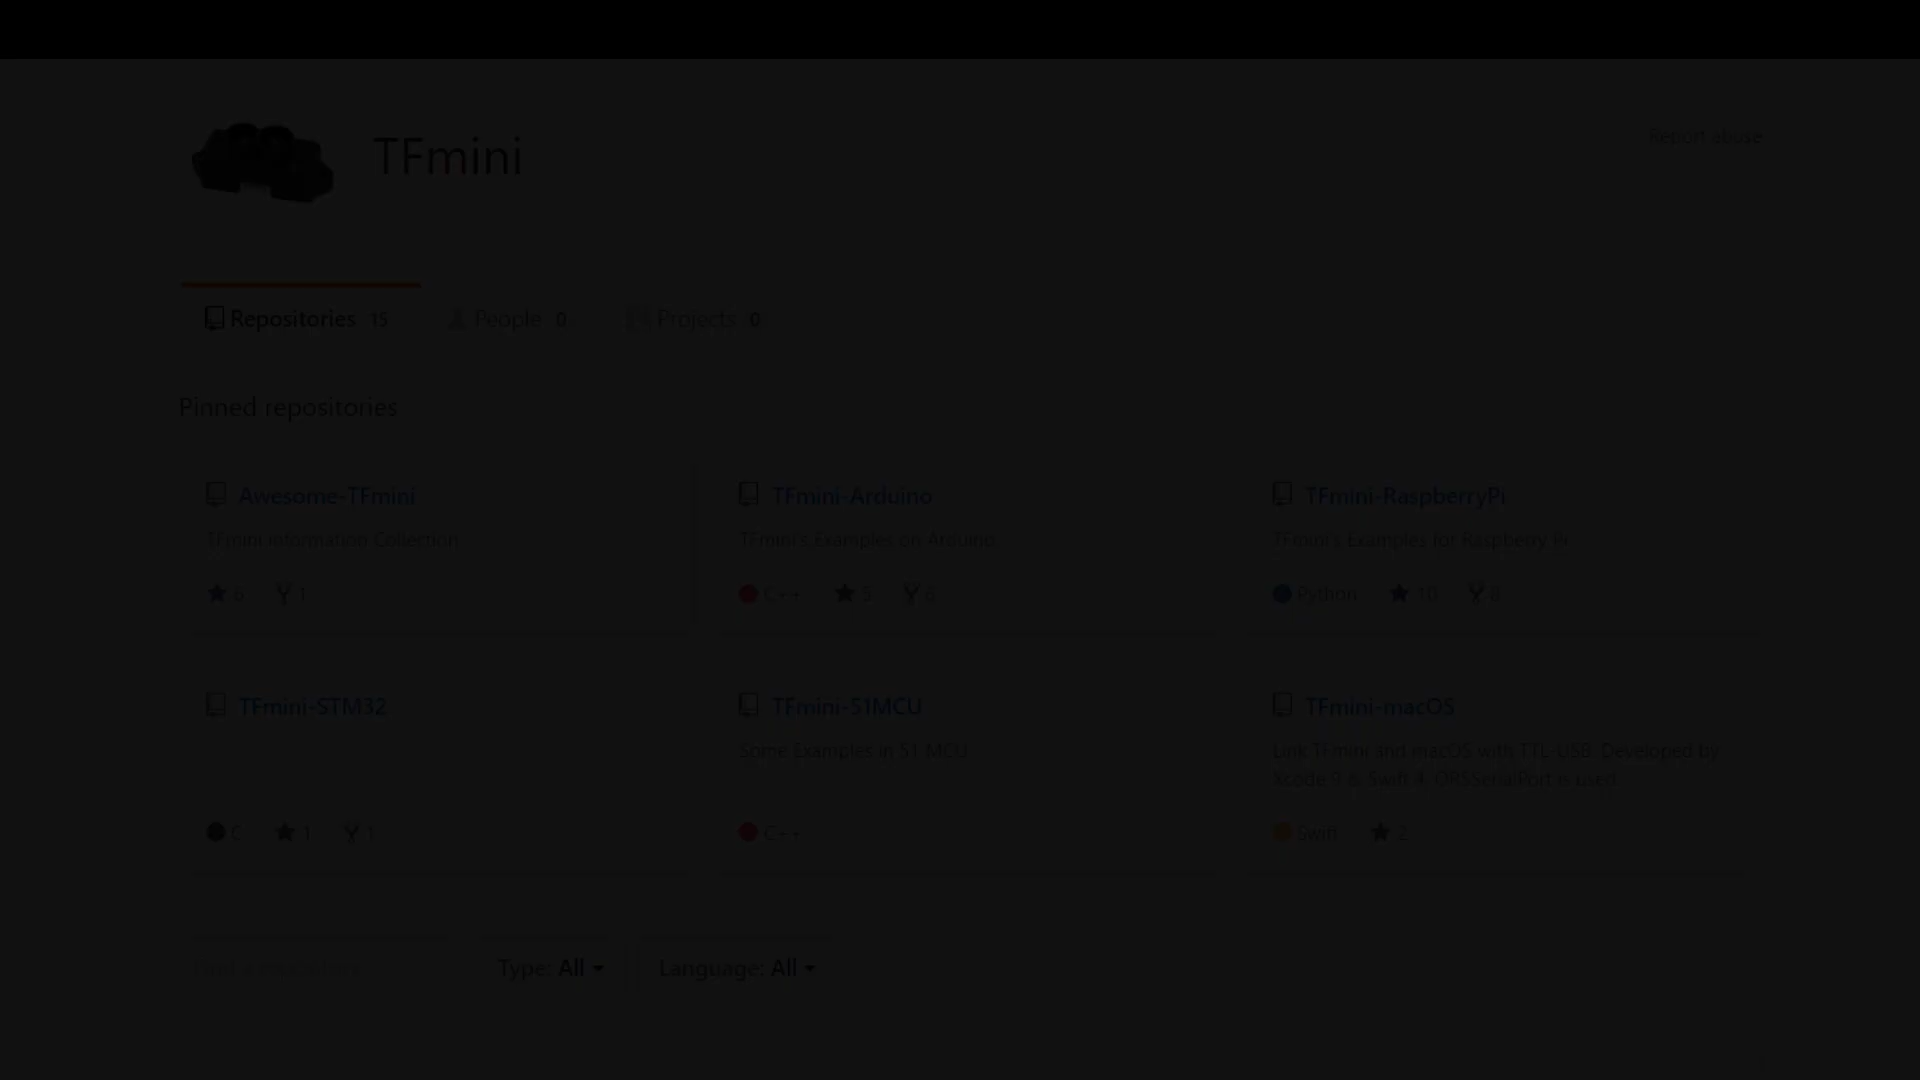 TFmini
Report abuse
Repositories 15 People 0 Projects 0
Pinned repositories
Awesome-TFmini
TFmini Information Collection
6 1
TFmini-Arduino
TFmini's Examples on Arduino
C++ 5 6
TFmini-RaspberryPi
TFmini's Examples for Raspberry Pi
Python 10 8
TFmini-STM32
C 1 1
TFmini-51MCU
Some Examples in 51 MCU
C++
TFmini-macOS
Link TFmini and macOS with TTL-USB. Developed by
Xcode 9 & Swift 4, ORSSerialPort is used
Swift 2
Type: All Language: All